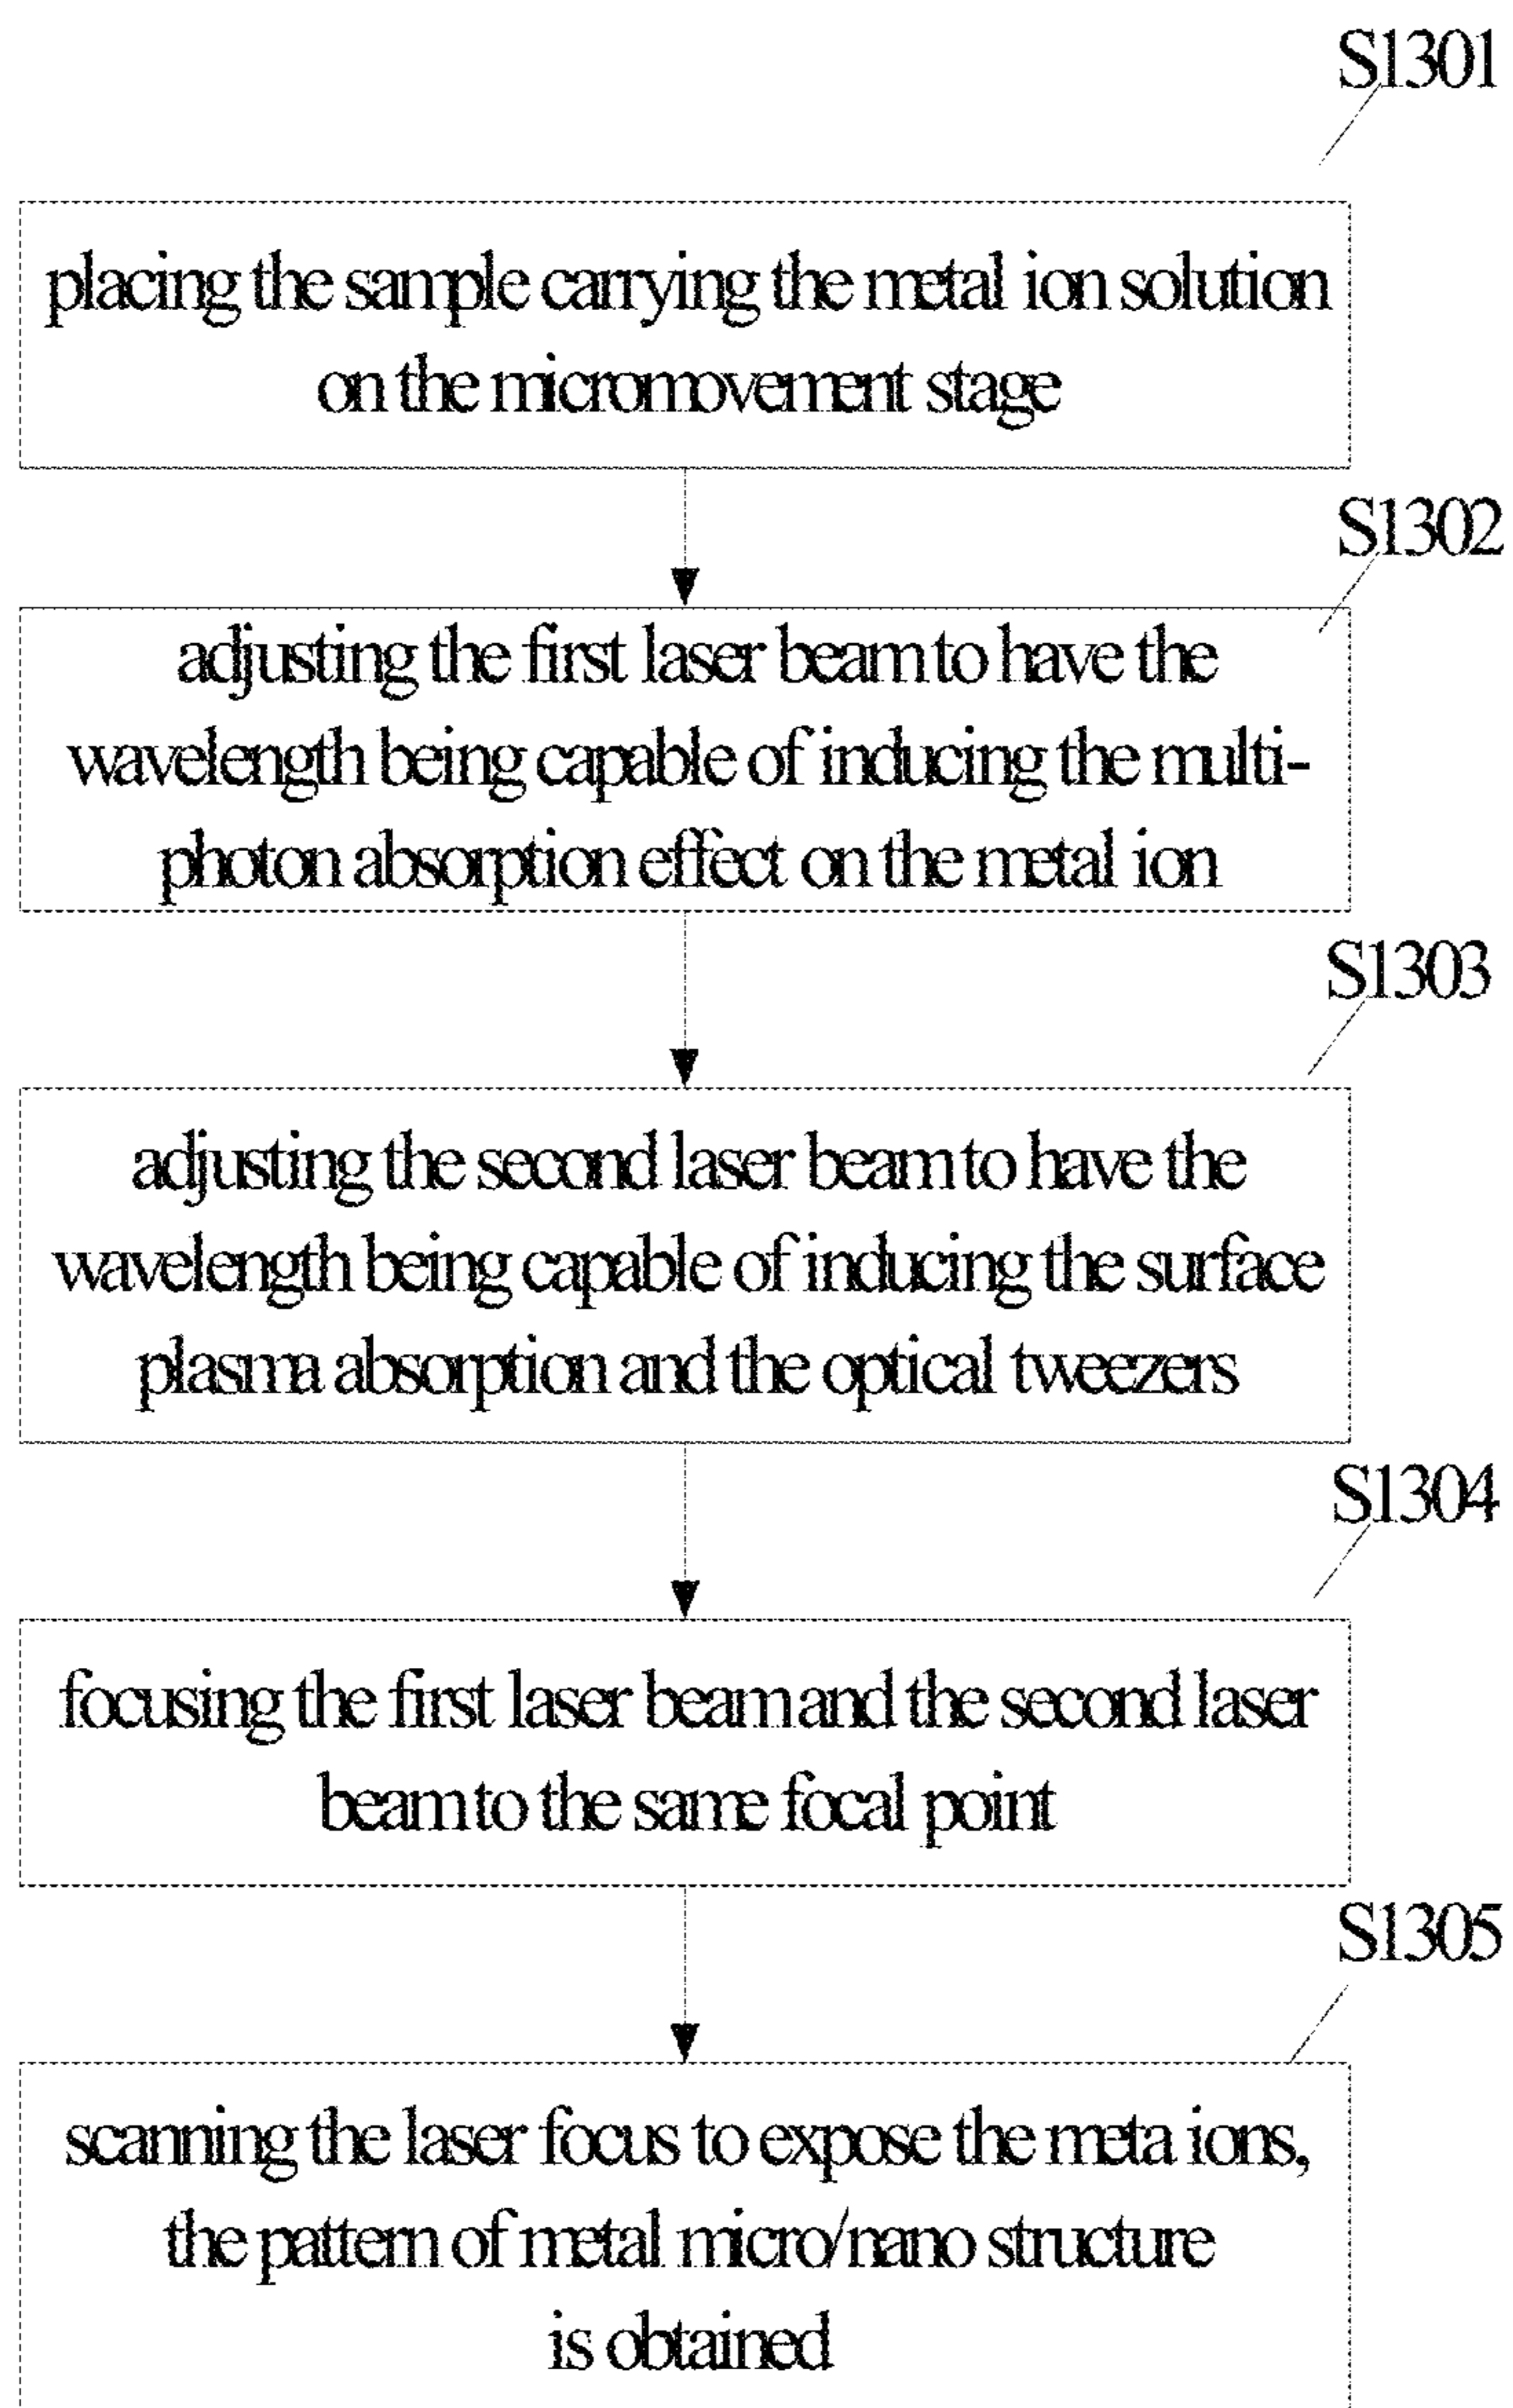 S1301
placing the sample carrying the metal ion solution
on the micromovement stage
S1302
adjusting the first laser beam to have the
wavelength being capable of inducing the multi-
photon absorption effect on the metal ion
S1303
adjusting the second laser beam to have the
wavelength being capable of inducing the surface
plasma absorption and the optical tweezers
S1304
focusing the first laser beam and the second laser
beam to the same focal point
S1305
scanning the laser focus to expose the meta ions,
the pattern of metal micro/nano structure
is obtained